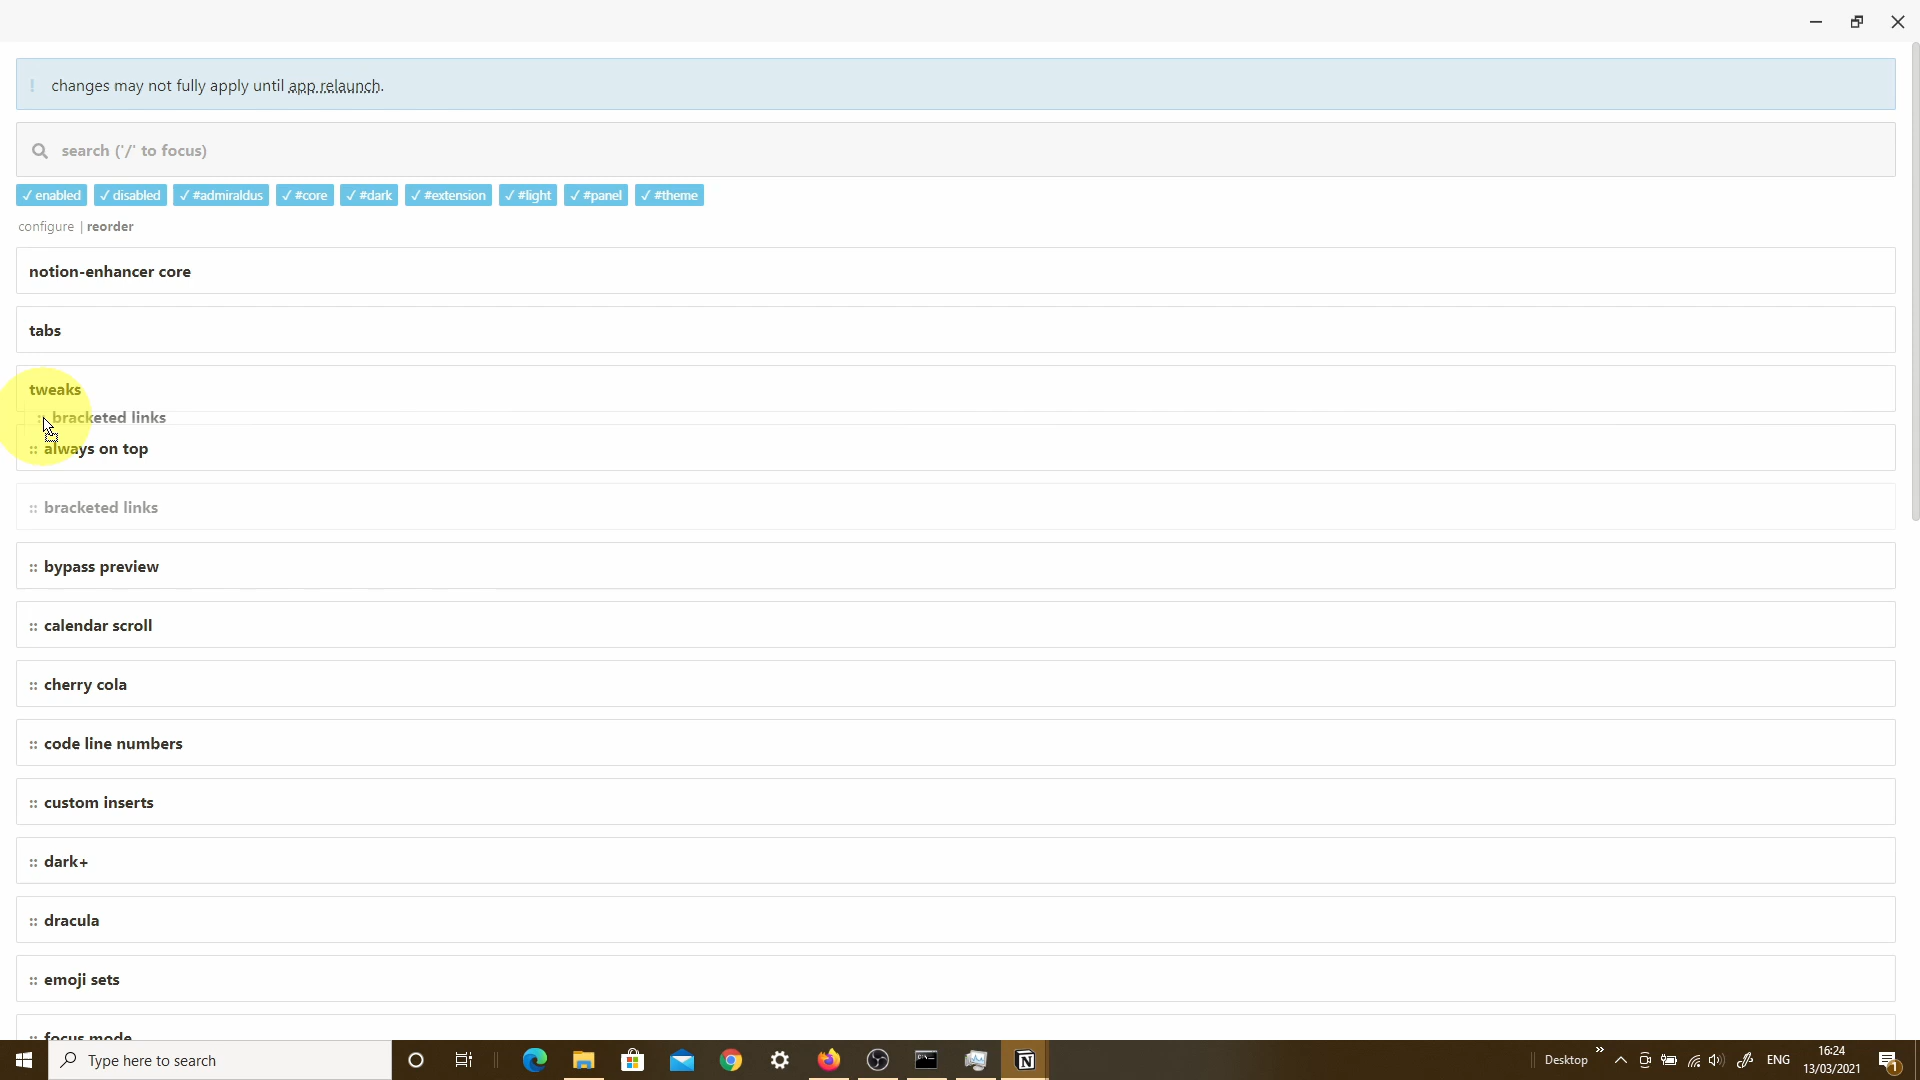 ! changes may not fully apply until app relaunch.
search ('/' to focus)
✓ enabled ✓ disabled ✓ #admiraldus ✓ #core ✓ #dark ✓ #extension ✓ #light ✓ #panel ✓ #theme
configure | reorder
notion-enhancer core
tabs
tweaks
:: bracketed links
:: always on top
:: bracketed links
:: bypass preview
:: calendar scroll
:: cherry cola
:: code line numbers
:: custom inserts
:: dark+
:: dracula
:: emoji sets
:: focus mode
Type here to search
Desktop
ENG
16:24
13/03/2021
1